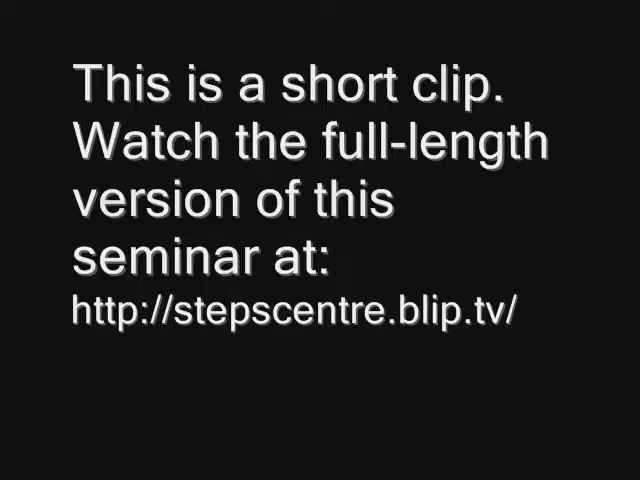 This is a short clip.
Watch the full-length
version of this
seminar at:
http://stepscentre.blip.tv/